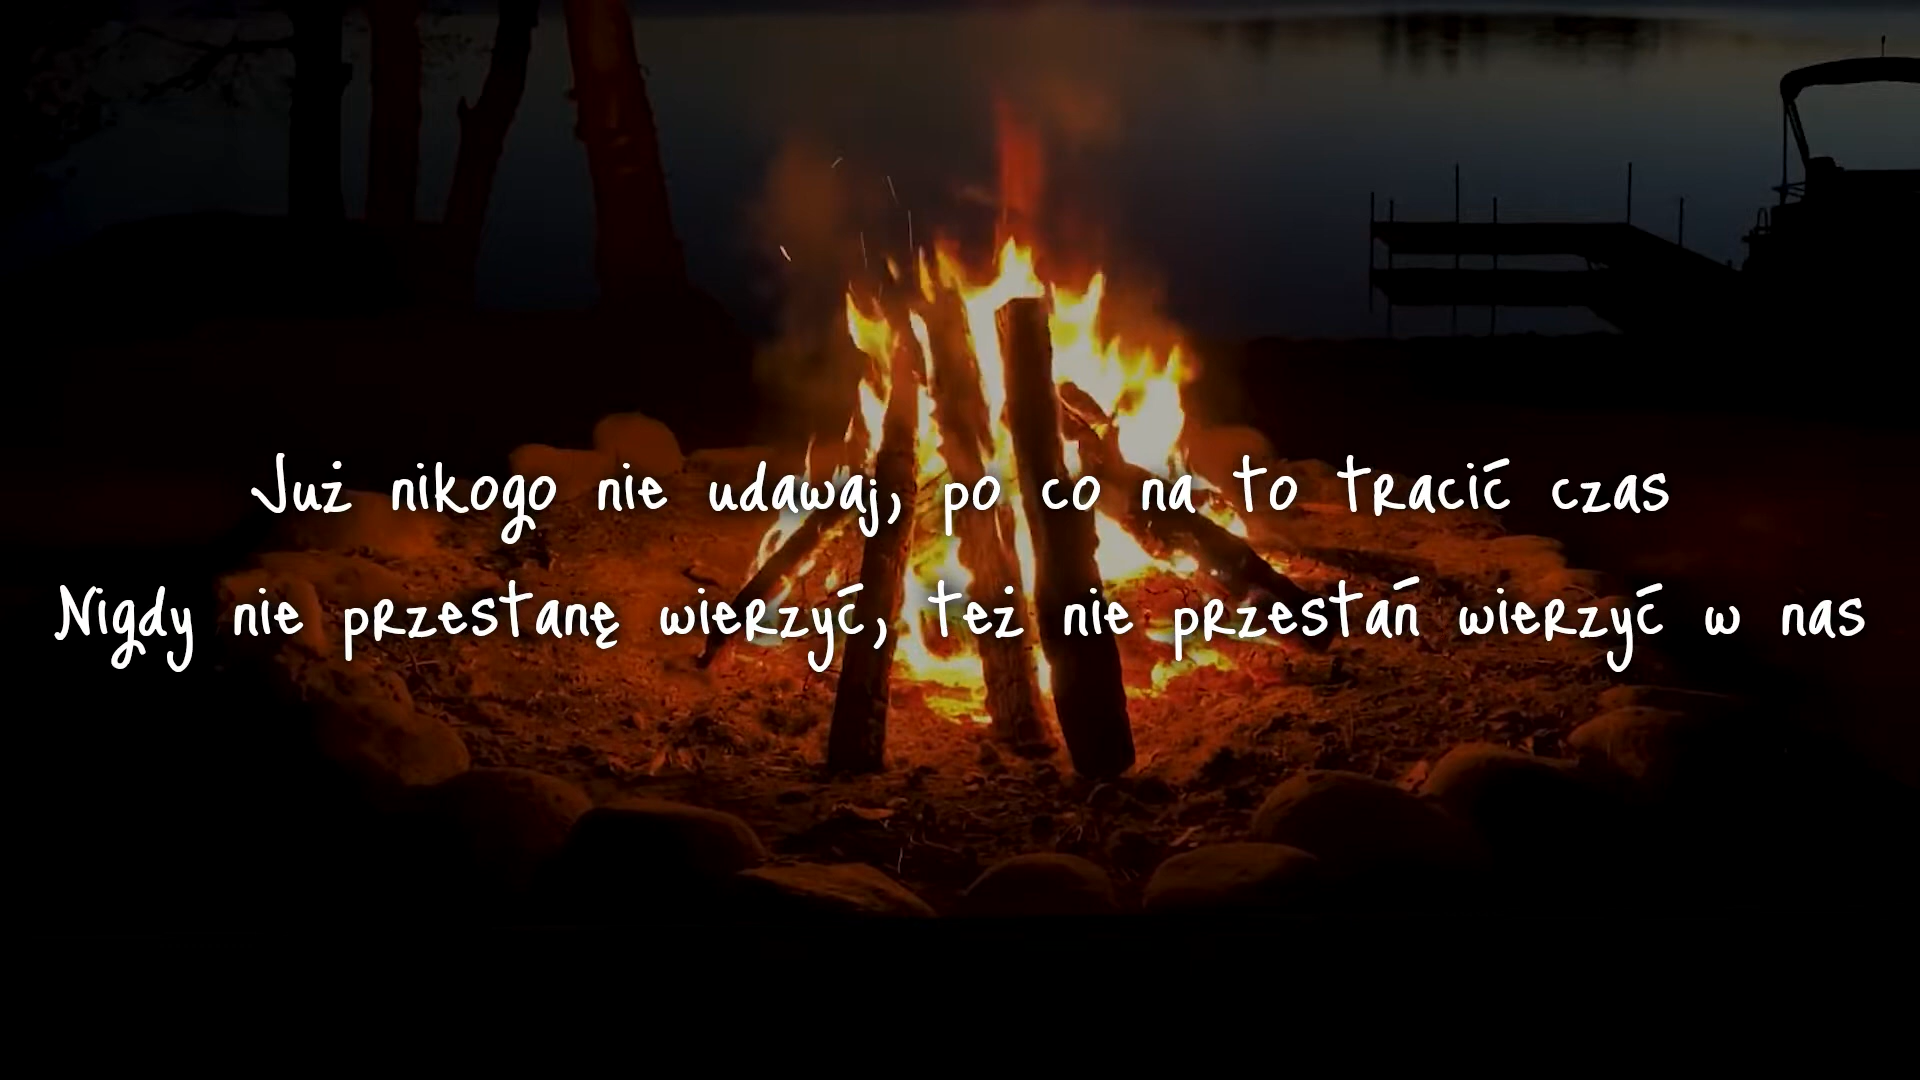 Już nikogo nie udawaj, po co na to tracić czas
Nigdy nie przestanę wierzyć, też nie przestań wierzyć w nas